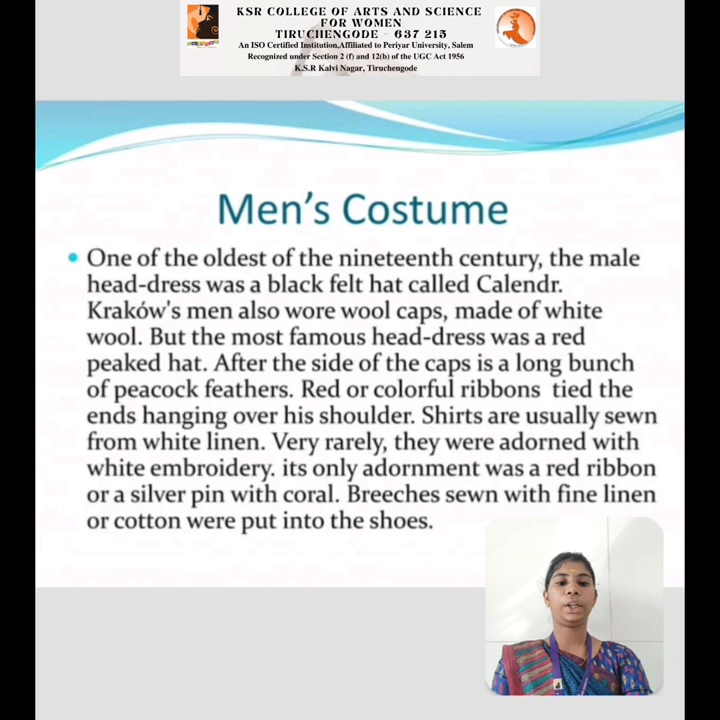 KSR COLLEGE OF ARTS AND SCIENCE
FOR WOMEN
TIRUCHENGODE - 637 215
An ISO Certified Institution,Affiliated to Periyar University, Salem
Recognized under Section 2 (f) and 12(b) of the UGC Act 1956
K.S.R Kalvi Nagar, Tiruchengode
Men's Costume
• One of the oldest of the nineteenth century, the male
head-dress was a black felt hat called Calendr.
Kraków's men also wore wool caps, made of white
wool. But the most famous head-dress was a red
peaked hat. After the side of the caps is a long bunch
of peacock feathers. Red or colorful ribbons tied the
ends hanging over his shoulder. Shirts are usually sewn
from white linen. Very rarely, they were adorned with
white embroidery. its only adornment was a red ribbon
or a silver pin with coral. Breeches sewn with fine linen
or cotton were put into the shoes.